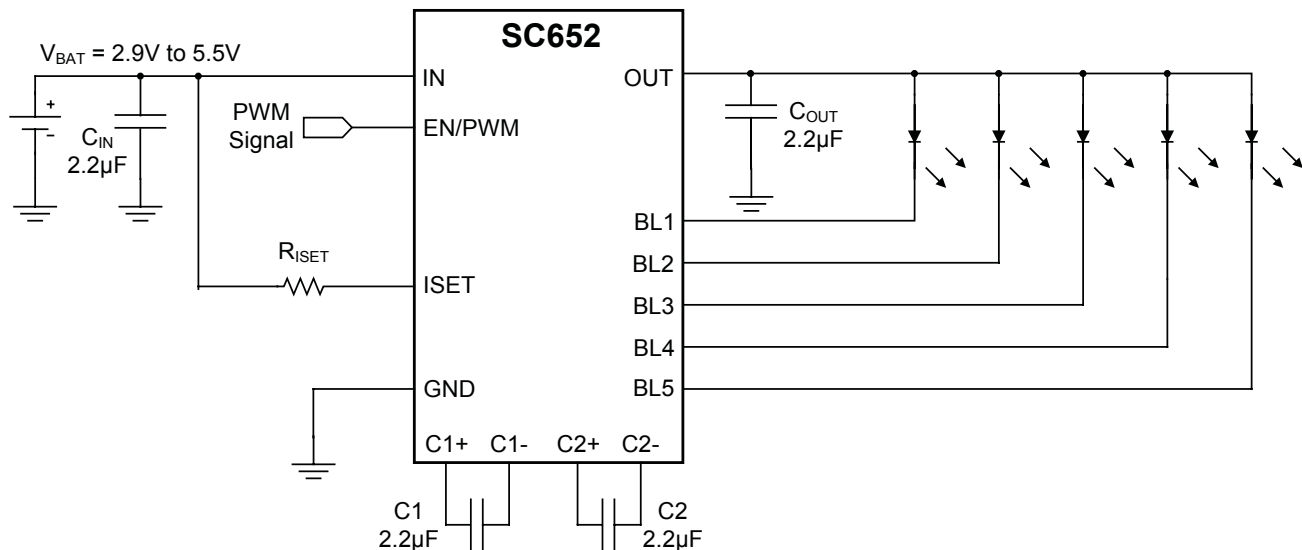 SC652
V_BAT = 2.9V to 5.5V
IN
OUT
+
-
C_IN
2.2µF
PWM
Signal
EN/PWM
C_OUT
2.2µF
BL1
R_ISET
ISET
BL2
BL3
BL4
GND
BL5
C1+ C1- C2+ C2-
C1
2.2µF
C2
2.2µF